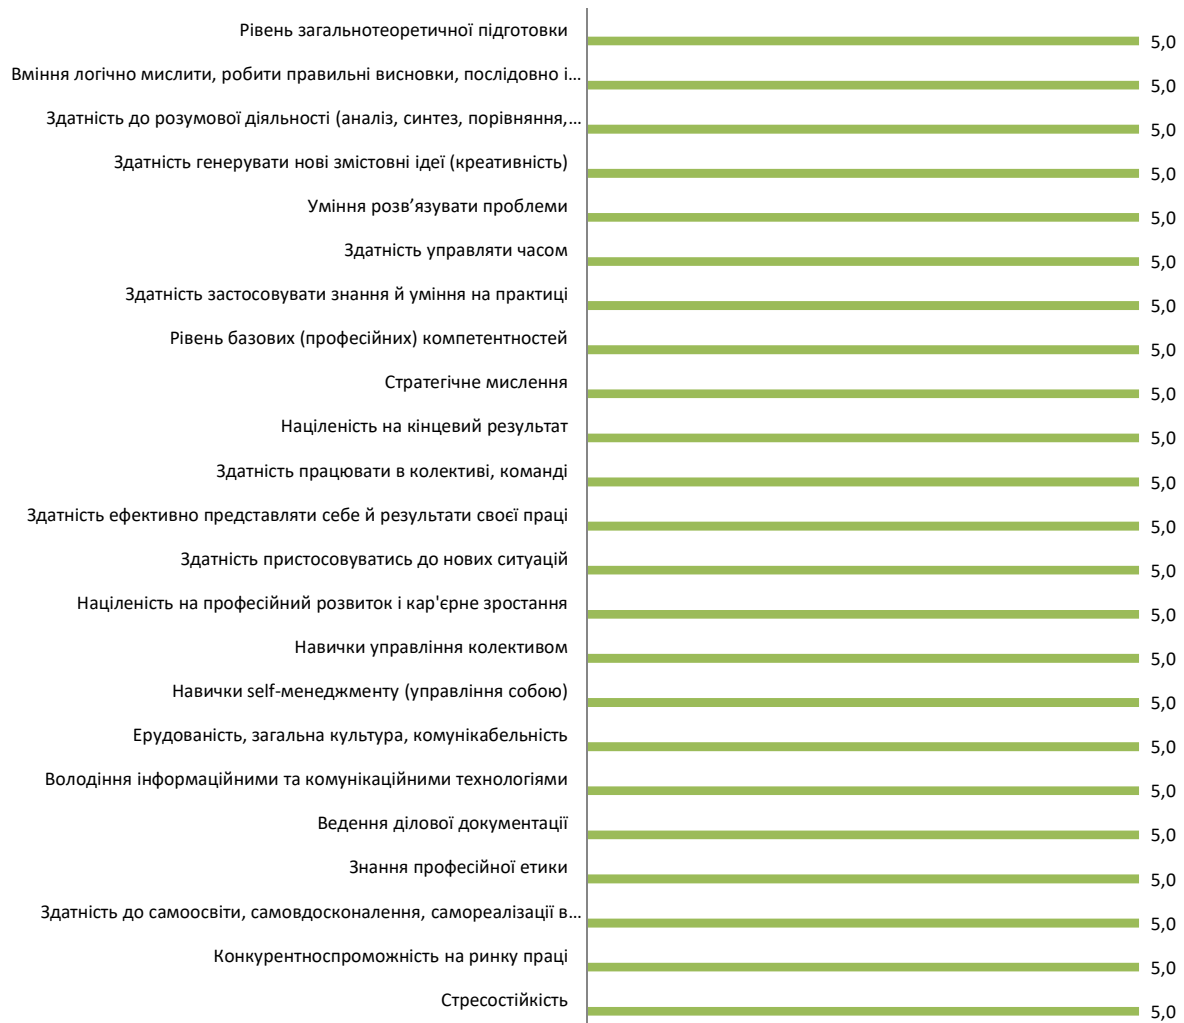 Рівень загальнотеоретичної підготовки
5,0
Вміння логічно мислити, робити правильні висновки, послідовно і…
5,0
Здатність до розумової діяльності (аналіз, синтез, порівняння,…
5,0
Здатність генерувати нові змістовні ідеї (креативність)
5,0
Уміння розв’язувати проблеми
5,0
Здатність управляти часом
5,0
Здатність застосовувати знання й уміння на практиці
5,0
Рівень базових (професійних) компетентностей
5,0
Стратегічне мислення
5,0
Націленість на кінцевий результат
5,0
Здатність працювати в колективі, команді
5,0
Здатність ефективно представляти себе й результати своєї праці
5,0
Здатність пристосовуватись до нових ситуацій
5,0
Націленість на професійний розвиток і кар'єрне зростання
5,0
Навички управління колективом
5,0
Навички self-менеджменту (управління собою)
5,0
Ерудованість, загальна культура, комунікабельність
5,0
Володіння інформаційними та комунікаційними технологіями
5,0
Ведення ділової документації
5,0
Знання професійної етики
5,0
Здатність до самоосвіти, самовдосконалення, самореалізації в…
5,0
Конкурентноспроможність на ринку праці
5,0
Стресостійкість
5,0